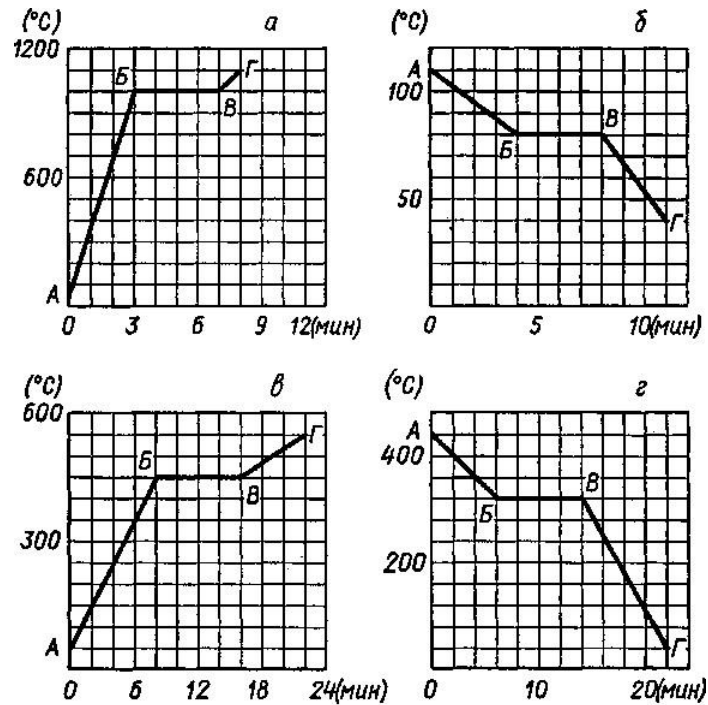 (°C) а
1200
Б
Г
В
600
А
0 3 6 9 12(мин)
(°C) б
А
100
В
Б
50
Г
0 5 10(мин)
(°C) в
600
Г
Б
В
300
А
0 6 12 18 24(мин)
(°C) г
А
400
В
Б
200
Г
0 10 20(мин)